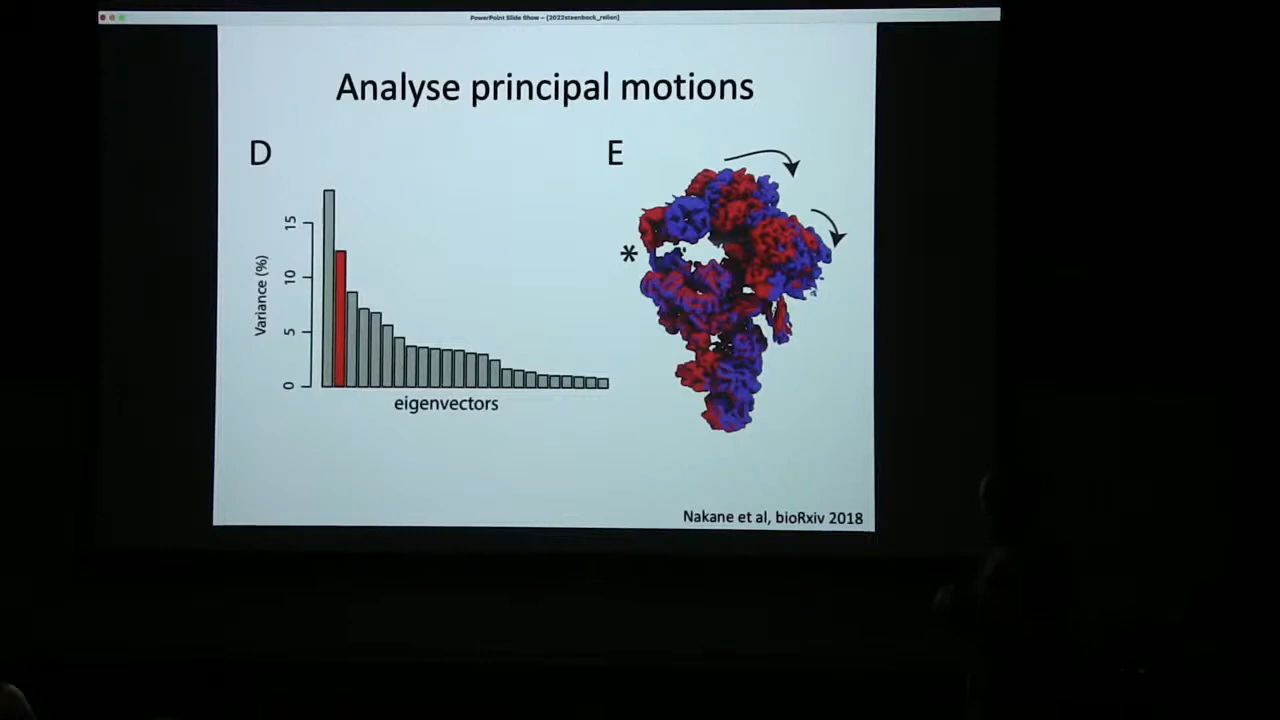 PowerPoint Slide Show - [2022steenbock_relion]
Analyse principal motions
D
E
*
15
10
5
0
Variance (%)
eigenvectors
Nakane et al, bioRxiv 2018